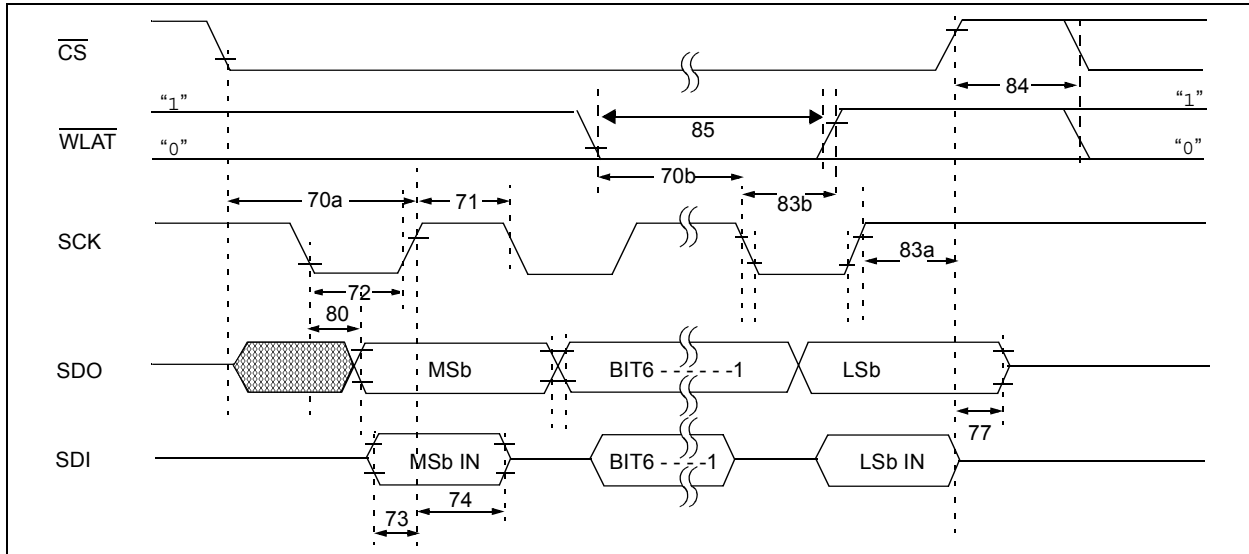 CS
84
"1"
"1"
85
WLAT
"0"
"0"
70b
70a
71
83b
SCK
83a
72
80
SDO
MSb
BIT6 - - - - - - -1
LSb
77
SDI
MSb IN
BIT6 - - - - -1
LSb IN
74
73